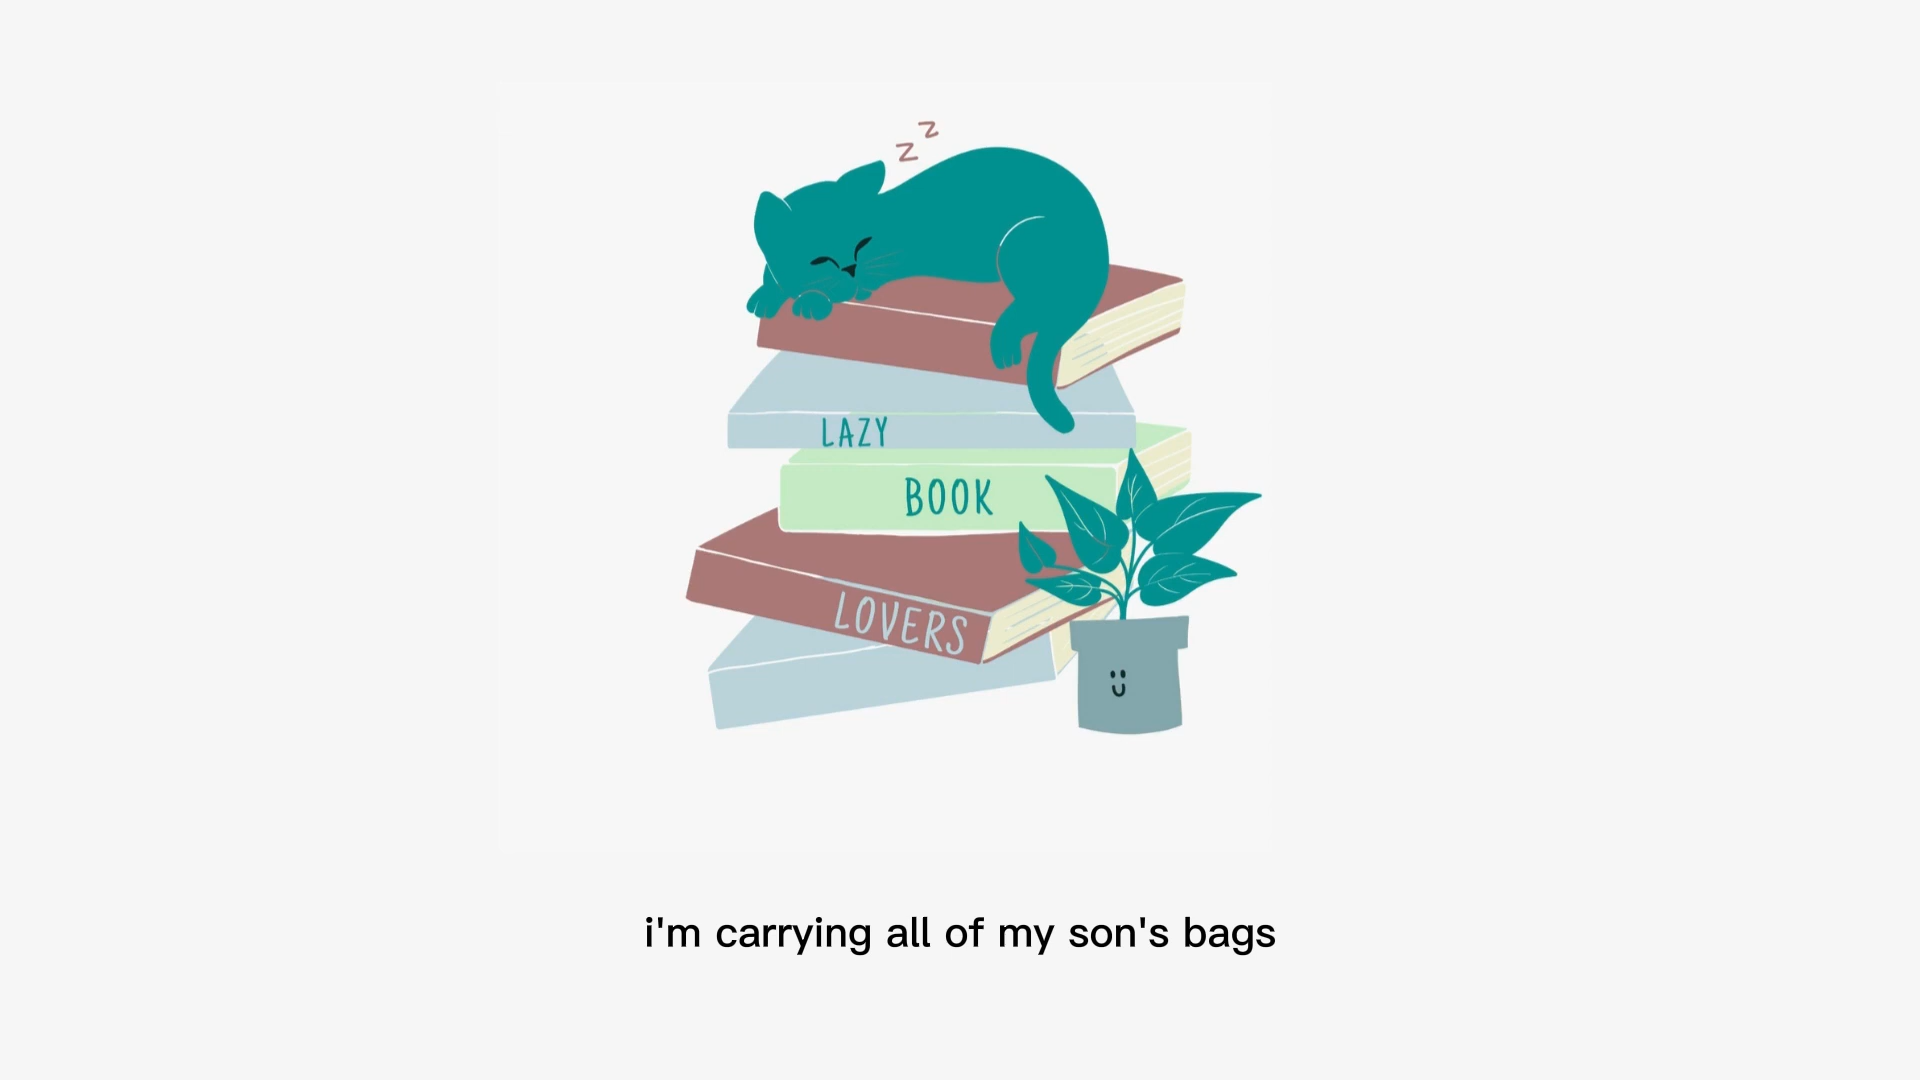 z
z
LAZY
BOOK
LOVERS
i'm carrying all of my son's bags